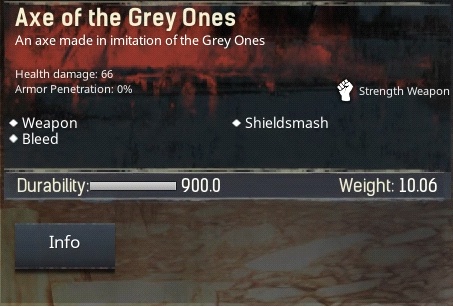 Axe of the Grey Ones
An axe made in imitation of the Grey Ones
Health damage: 66
Armor Penetration: 0%
Strength Weapon
Weapon
Shieldsmash
Bleed
Durability: 900.0
Weight: 10.06
Info